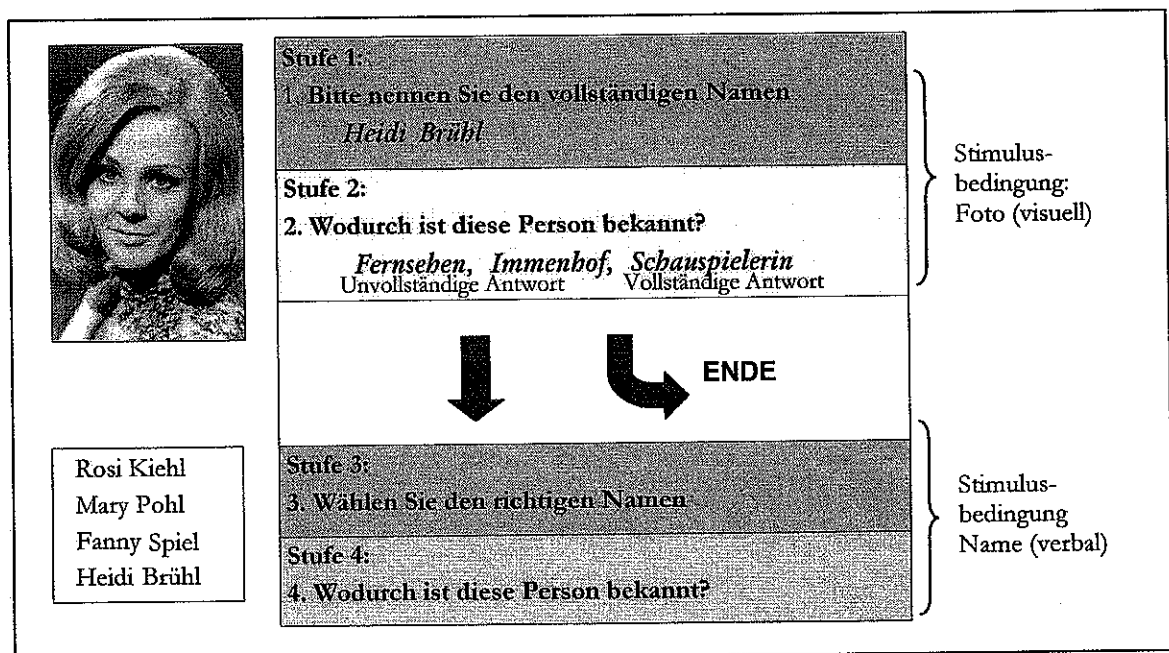 Stufe 1:
1. Bitte nennen Sie den vollständigen Namen
Heidi Brühl
Stufe 2:
2. Wodurch ist diese Person bekannt?
Fernsehen, Immenhof, Schauspielerin
Unvollständige Antwort Vollständige Antwort
Stimulus-
bedingung:
Foto (visuell)
ENDE
Rosi Kiehl
Mary Pohl
Fanny Spiel
Heidi Brühl
Stufe 3:
3. Wählen Sie den richtigen Namen
Stufe 4:
4. Wodurch ist diese Person bekannt?
Stimulus-
bedingung
Name (verbal)